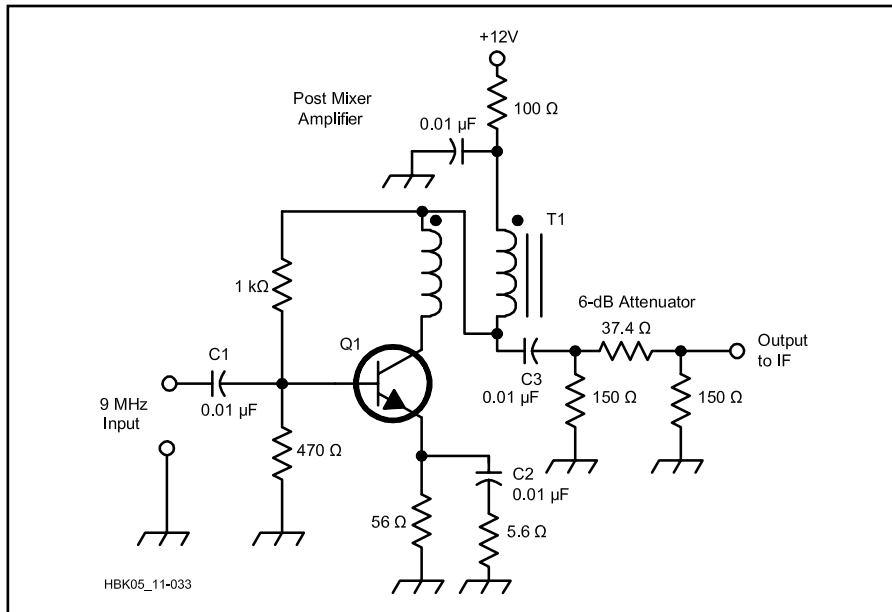 +12V
100 Ω
Post Mixer
Amplifier
0.01 µF
T1
1 kΩ
6-dB Attenuator
37.4 Ω
Q1
Output
to IF
C1
0.01 µF
C3
0.01 µF
150 Ω
150 Ω
9 MHz
Input
470 Ω
C2
0.01 µF
56 Ω
5.6 Ω
HBK05_11-033